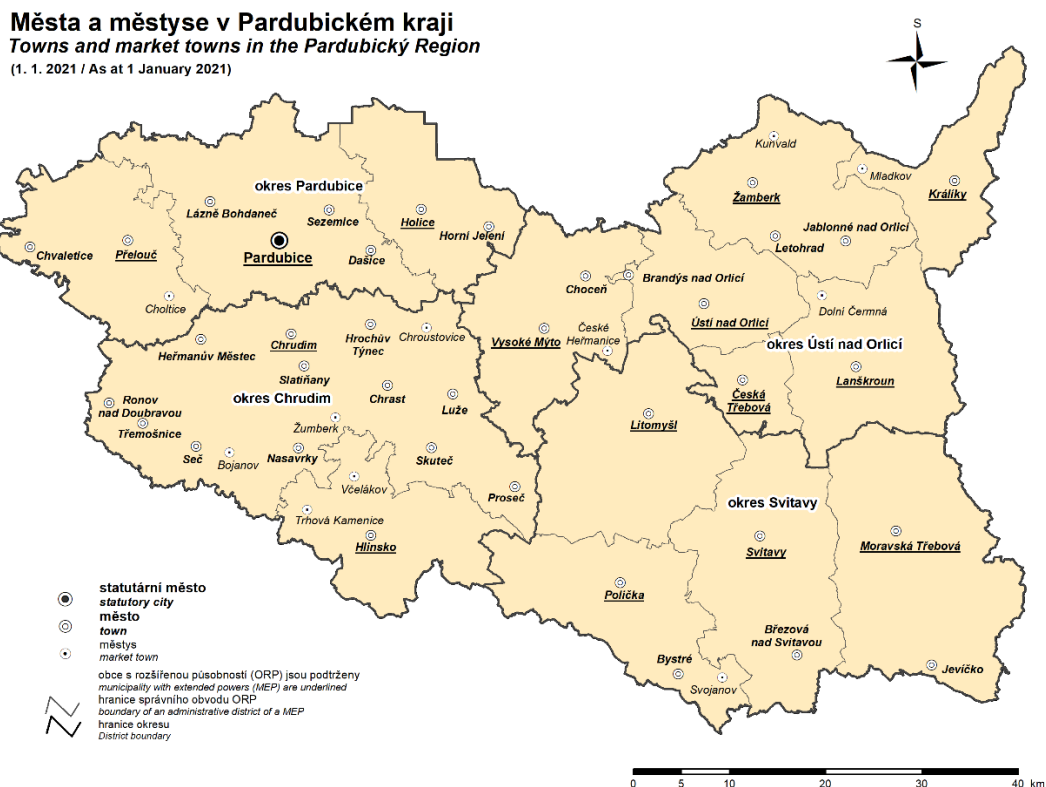 Města a městyse v Pardubickém kraji
Towns and market towns in the Pardubický Region
(1. 1. 2021 / As at 1 January 2021)
S
Kunvald
Mladkov
okres Pardubice
Žamberk
Králíky
Lázně Bohdaneč
Sezemice
Holice
Jablonné nad Orlicí
Horní Jelení
Letohrad
Chvaletice
Přelouč
Pardubice
Dašice
Choceň
Brandýs nad Orlicí
Choltice
Dolní Čermná
Ústí nad Orlicí
Heřmanův Městec
Chrudim
Hrochův
Týnec
Chroustovice
Vysoké Mýto
České
Heřmanice
okres Ústí nad Orlicí
Slatiňany
Lanškroun
okres Chrudim
Chrast
Luže
Česká
Třebová
Ronov
nad Doubravou
Litomyšl
Třemošnice
Žumberk
Seč
Bojanov
Nasavrky
Skuteč
Včelákov
Proseč
okres Svitavy
Trhová Kamenice
Hlinsko
Svitavy
Moravská Třebová
Polička
Březová
nad Svitavou
Bystré
Svojanov
Jevíčko
statutární město
statutory city
město
town
městys
market town
obce s rozšířenou púsobností (ORP) jsou podtrženy
municipality with extended powers (MEP) are underlined
hranice správního obvodu ORP
boundary of an administrative district of a MEP
hranice okresu
District boundary
0 5 10 20 30 40 km